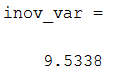 inov_var =
9.5338